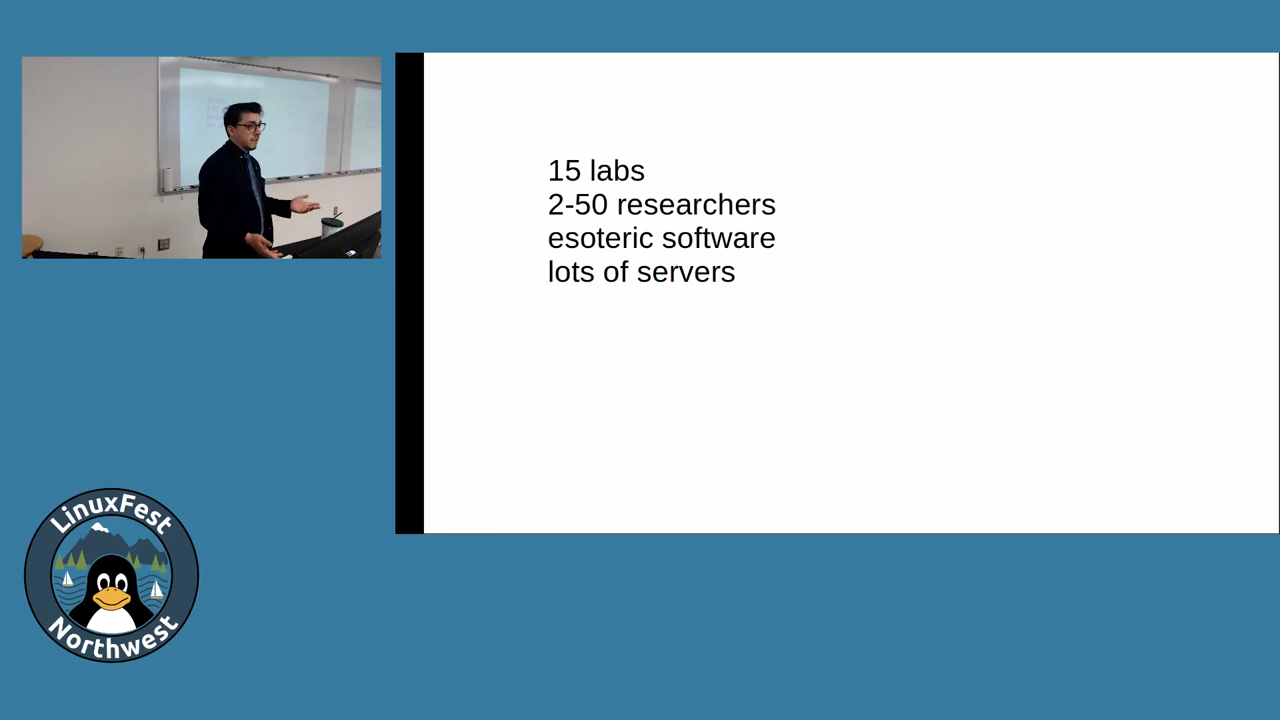 15 labs
2-50 researchers
esoteric software
lots of servers
LinuxFest
Northwest